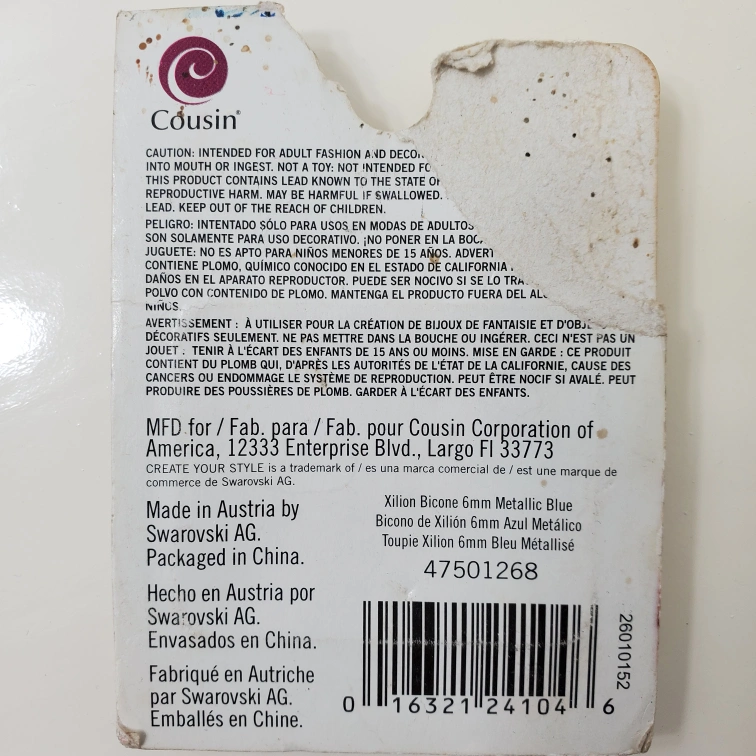 Cousin®
CAUTION: INTENDED FOR ADULT FASHION AND DECOR
INTO MOUTH OR INGEST. NOT A TOY: NOT INTENDED FO
THIS PRODUCT CONTAINS LEAD KNOWN TO THE STATE OF
REPRODUCTIVE HARM. MAY BE HARMFUL IF SWALLOWED.
LEAD. KEEP OUT OF THE REACH OF CHILDREN.
PELIGRO: INTENTADO SÓLO PARA USOS EN MODAS DE ADULTOS
SON SOLAMENTE PARA USO DECORATIVO. ¡NO PONER EN LA BOC
JUGUETE: NO ES APTO PARA NIÑOS MENORES DE 15 AÑOS. ADVERT
CONTIENE PLOMO, QUÍMICO CONOCIDO EN EL ESTADO DE CALIFORNIA
DAÑOS EN EL APARATO REPRODUCTOR. PUEDE SER NOCIVO SI SE LO TRA
POLVO CON CONTENIDO DE PLOMO. MANTENGA EL PRODUCTO FUERA DEL ALC
NIÑOS.
AVERTISSEMENT : À UTILISER POUR LA CRÉATION DE BIJOUX DE FANTAISIE ET D'OBJE
DÉCORATIFS SEULEMENT. NE PAS METTRE DANS LA BOUCHE OU INGÉRER. CECI N'EST PAS UN
JOUET : TENIR À L'ÉCART DES ENFANTS DE 15 ANS OU MOINS. MISE EN GARDE : CE PRODUIT
CONTIENT DU PLOMB QUI, D'APRÈS LES AUTORITÉS DE L'ÉTAT DE LA CALIFORNIE, CAUSE DES
CANCERS OU ENDOMMAGE LE SYSTÈME DE REPRODUCTION. PEUT ÊTRE NOCIF SI AVALÉ. PEUT
PRODUIRE DES POUSSIÈRES DE PLOMB. GARDER À L'ÉCART DES ENFANTS.
MFD for / Fab. para / Fab. pour Cousin Corporation of
America, 12333 Enterprise Blvd., Largo Fl 33773
CREATE YOUR STYLE is a trademark of / es una marca comercial de / est une marque de
commerce de Swarovski AG.
Made in Austria by
Swarovski AG.
Packaged in China.
Hecho en Austria por
Swarovski AG.
Envasados en China.
Fabriqué en Autriche
par Swarovski AG.
Emballés en Chine.
Xilion Bicone 6mm Metallic Blue
Bicono de Xilión 6mm Azul Metálico
Toupie Xilion 6mm Bleu Métallisé
47501268
26010152
0 16321 24104 6